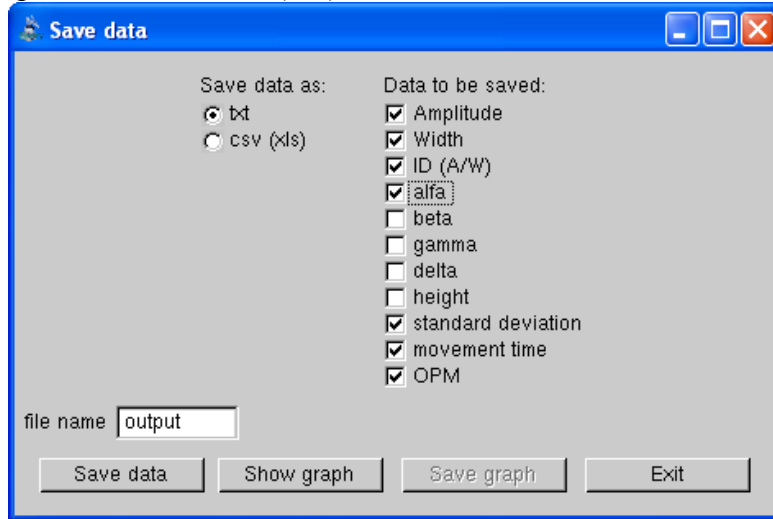 Save data
Save data as:
txt
csv (xls)
Data to be saved:
Amplitude
Width
ID (A/W)
alfa
beta
gamma
delta
height
standard deviation
movement time
OPM
file name output
Save data Show graph Save graph Exit